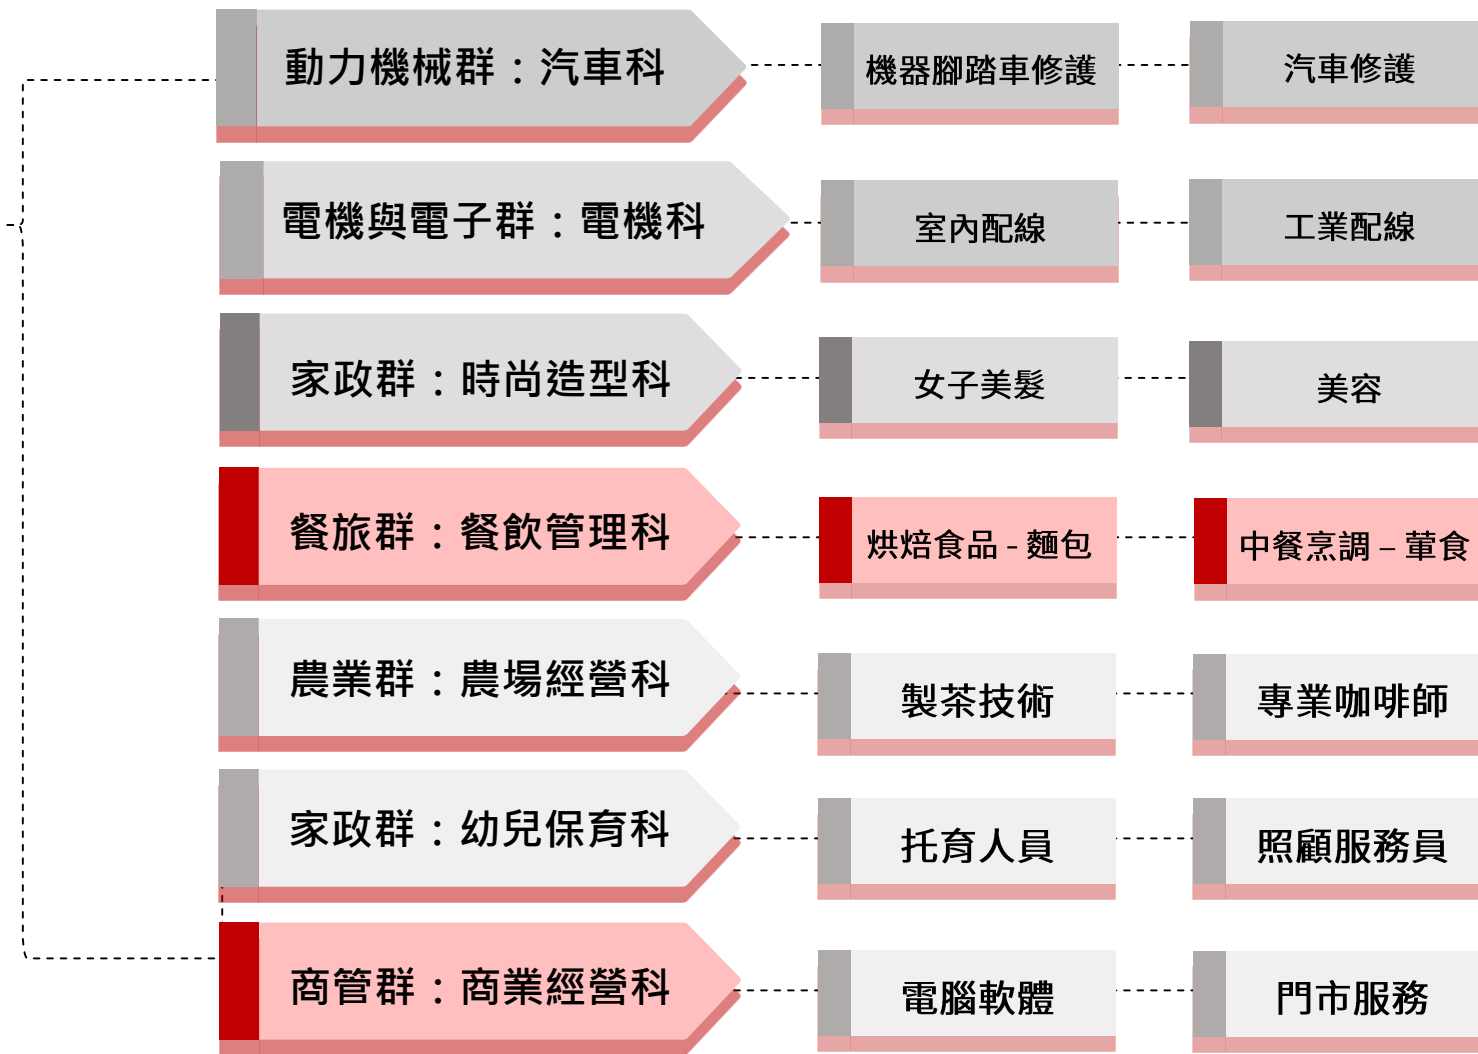 動力機械群：汽車科
機器腳踏車修護
汽車修護
電機與電子群：電機科
室內配線
工業配線
家政群：時尚造型科
女子美髮
美容
餐旅群：餐飲管理科
烘焙食品 - 麵包
中餐烹調 – 葷食
農業群：農場經營科
製茶技術
專業咖啡師
家政群：幼兒保育科
托育人員
照顧服務員
商管群：商業經營科
電腦軟體
門市服務